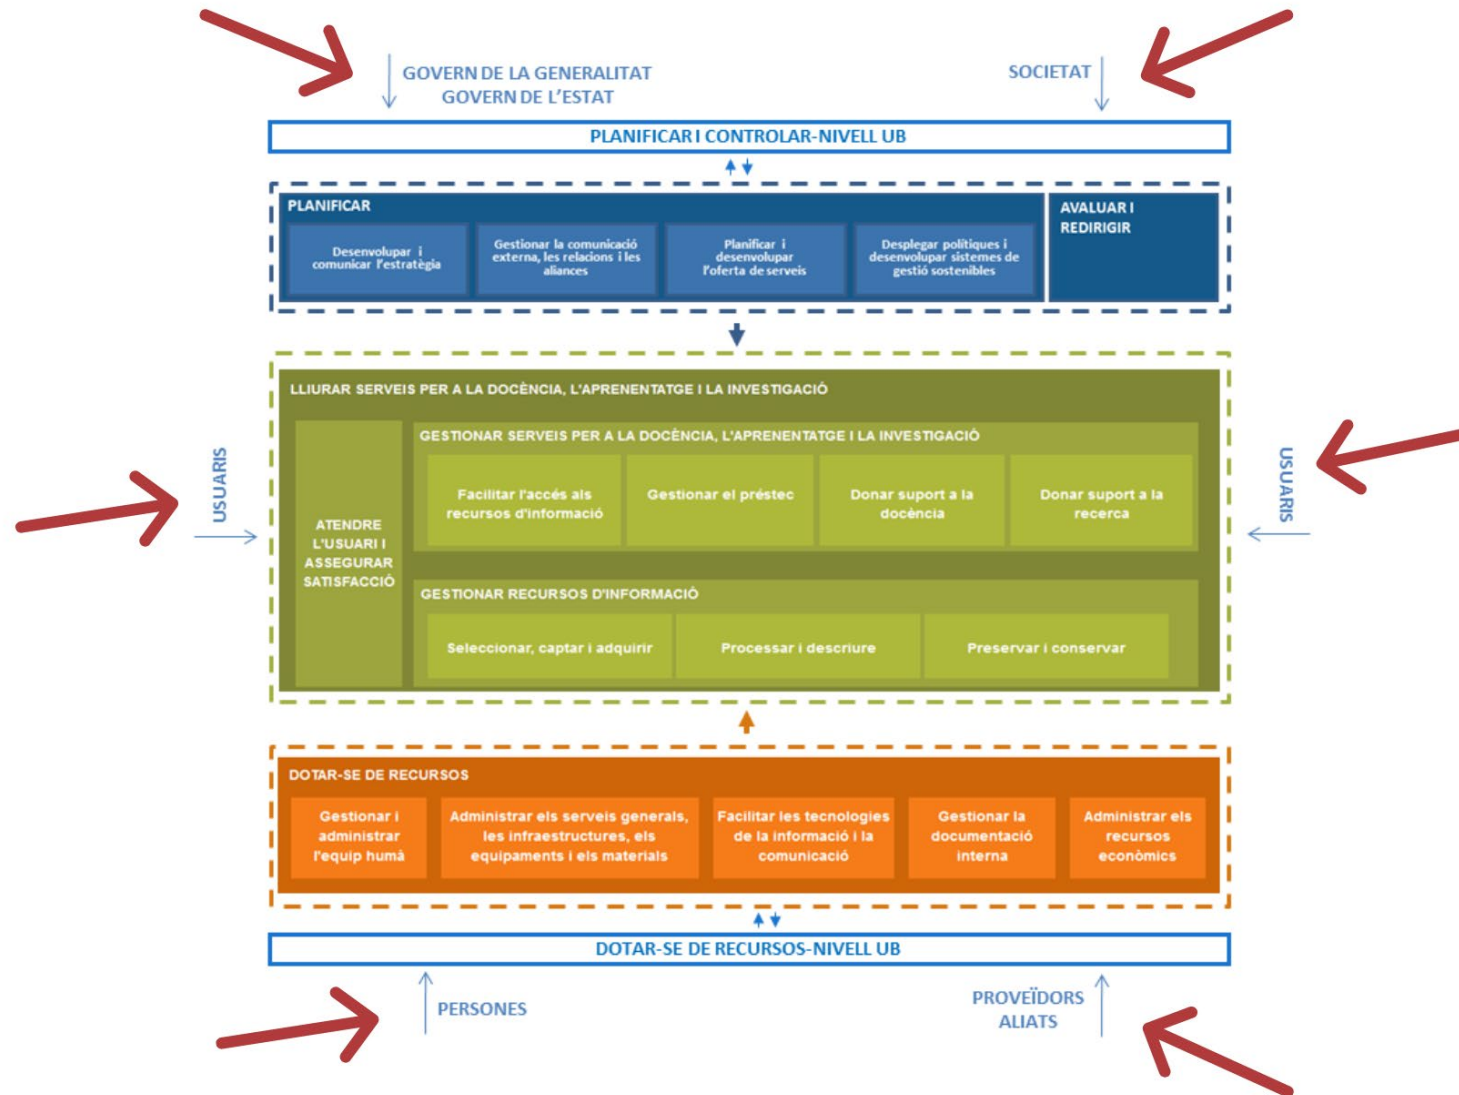 GOVERN DE LA GENERALITAT
GOVERN DE L'ESTAT
SOCIETAT
PLANIFICAR I CONTROLAR-NIVELL UB
PLANIFICAR
Desenvolupar i
comunicar l'estratègia
Gestionar la comunicació
externa, les relacions i les
aliances
Planificar i
desenvolupar
l'oferta de serveis
Desplegar polítiques i
desenvolupar sistemes de
gestió sostenibles
AVALUAR I
REDIRIGIR
LLIURAR SERVEIS PER A LA DOCÈNCIA, L'APRENENTATGE I LA INVESTIGACIÓ
USUARIS
ATENDRE
L'USUARI I
ASSEGURAR
SATISFACCIÓ
GESTIONAR SERVEIS PER A LA DOCÈNCIA, L'APRENENTATGE I LA INVESTIGACIÓ
Facilitar l'accés als
recursos d'informació
Gestionar el préstec
Donar suport a la
docència
Donar suport a la
recerca
GESTIONAR RECURSOS D'INFORMACIÓ
Seleccionar, captar i adquirir
Processar i descriure
Preservar i conservar
USUARIS
DOTAR-SE DE RECURSOS
Gestionar i
administrar
l'equip humà
Administrar els serveis generals,
les infraestructures, els
equipaments i els materials
Facilitar les tecnologies
de la informació i la
comunicació
Gestionar la
documentació
interna
Administrar els
recursos
econòmics
DOTAR-SE DE RECURSOS-NIVELL UB
PERSONES
PROVEÏDORS
ALIATS